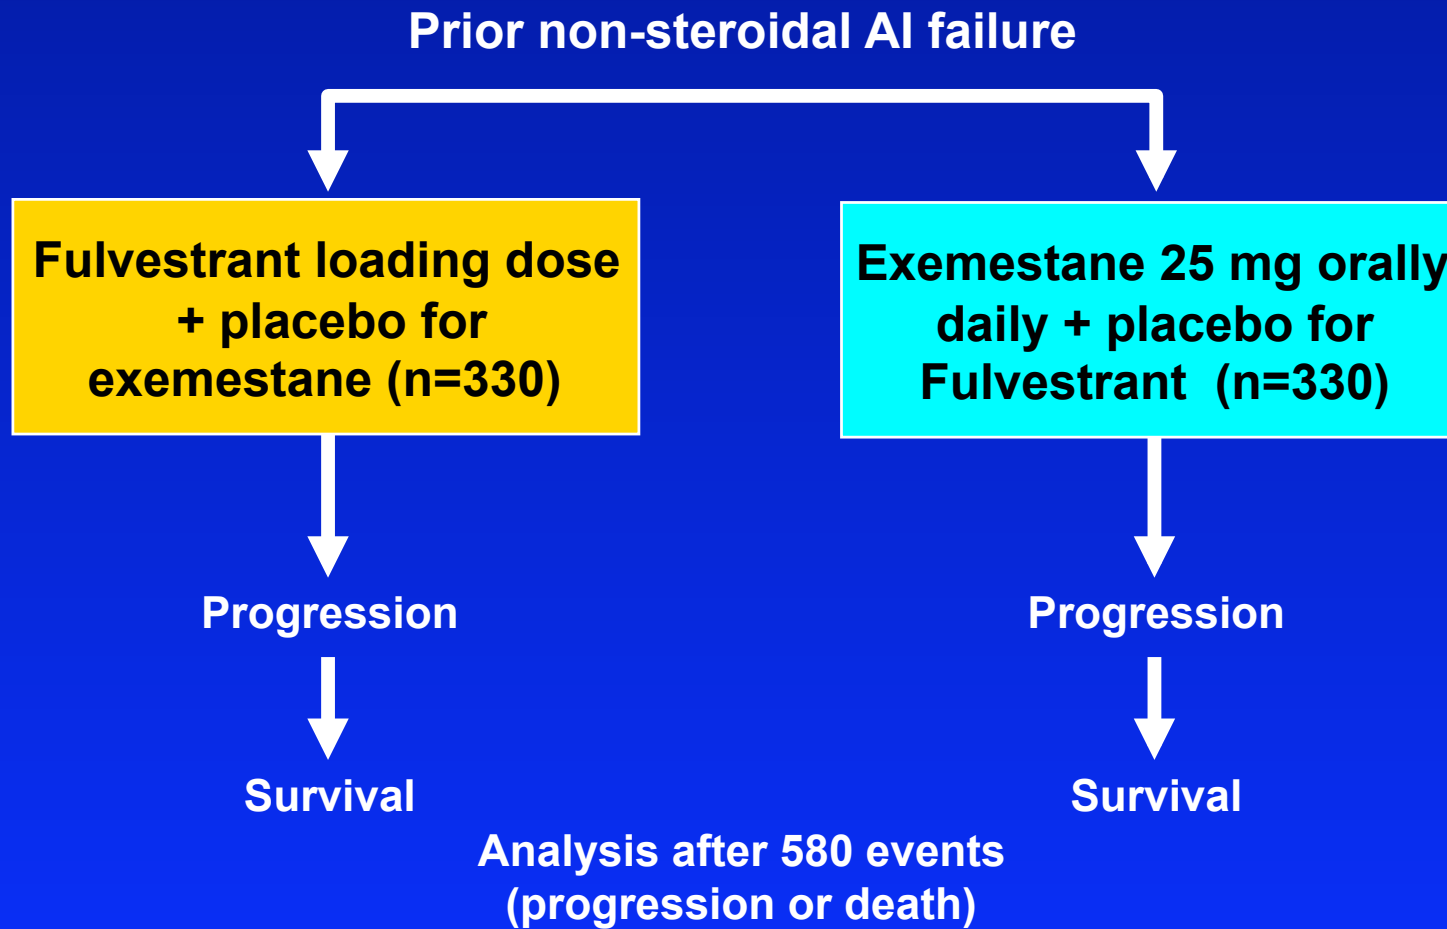 Prior non-steroidal AI failure
Fulvestrant loading dose
+ placebo for
exemestane (n=330)
Exemestane 25 mg orally
daily + placebo for
Fulvestrant (n=330)
Progression
Progression
Survival
Survival
Analysis after 580 events
(progression or death)